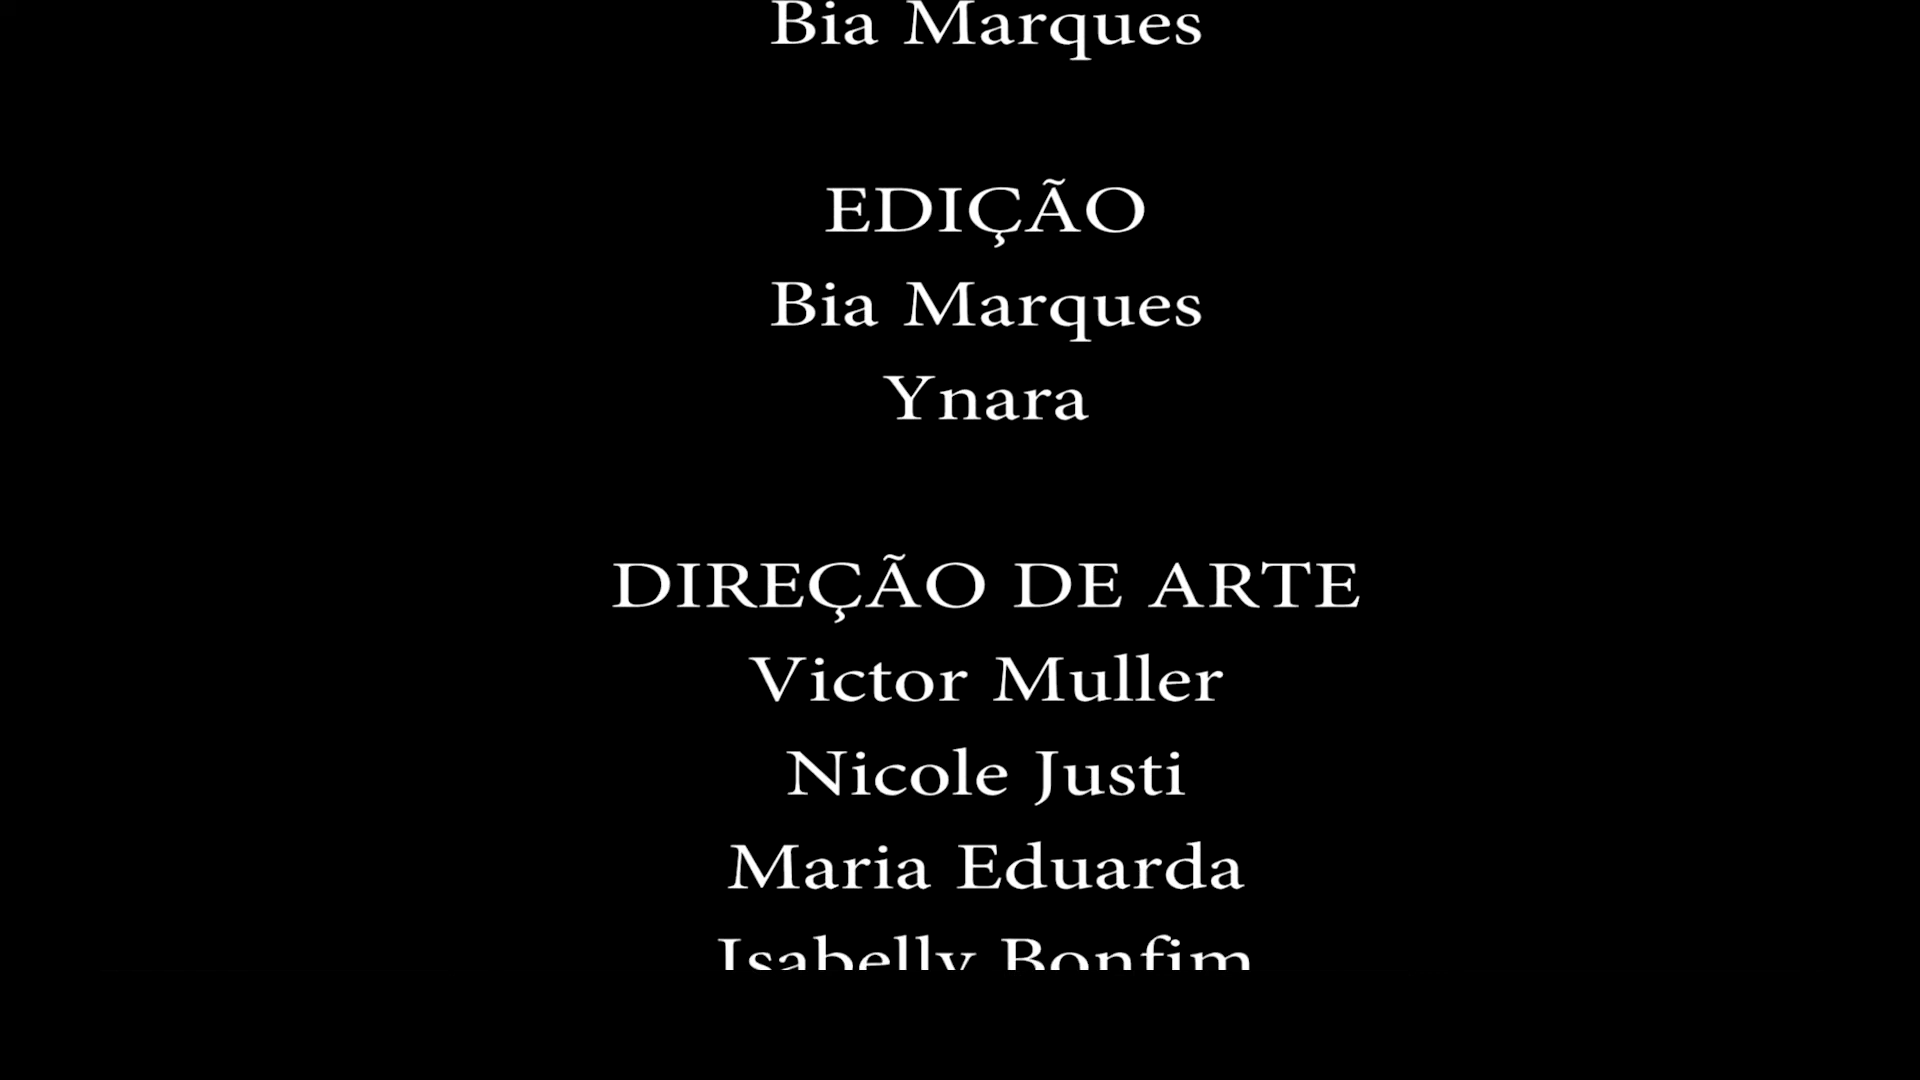 Bia Marques
EDIÇÃO
Bia Marques
Ynara
DIREÇÃO DE ARTE
Victor Muller
Nicole Justi
Maria Eduarda
Isabelly Bonfim